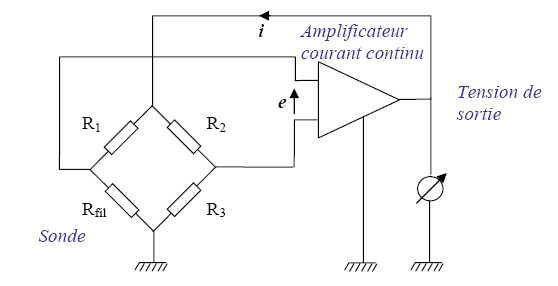 i
Amplificateur
courant continu
Tension de
sortie
e
R1
R2
Rfil
R3
Sonde